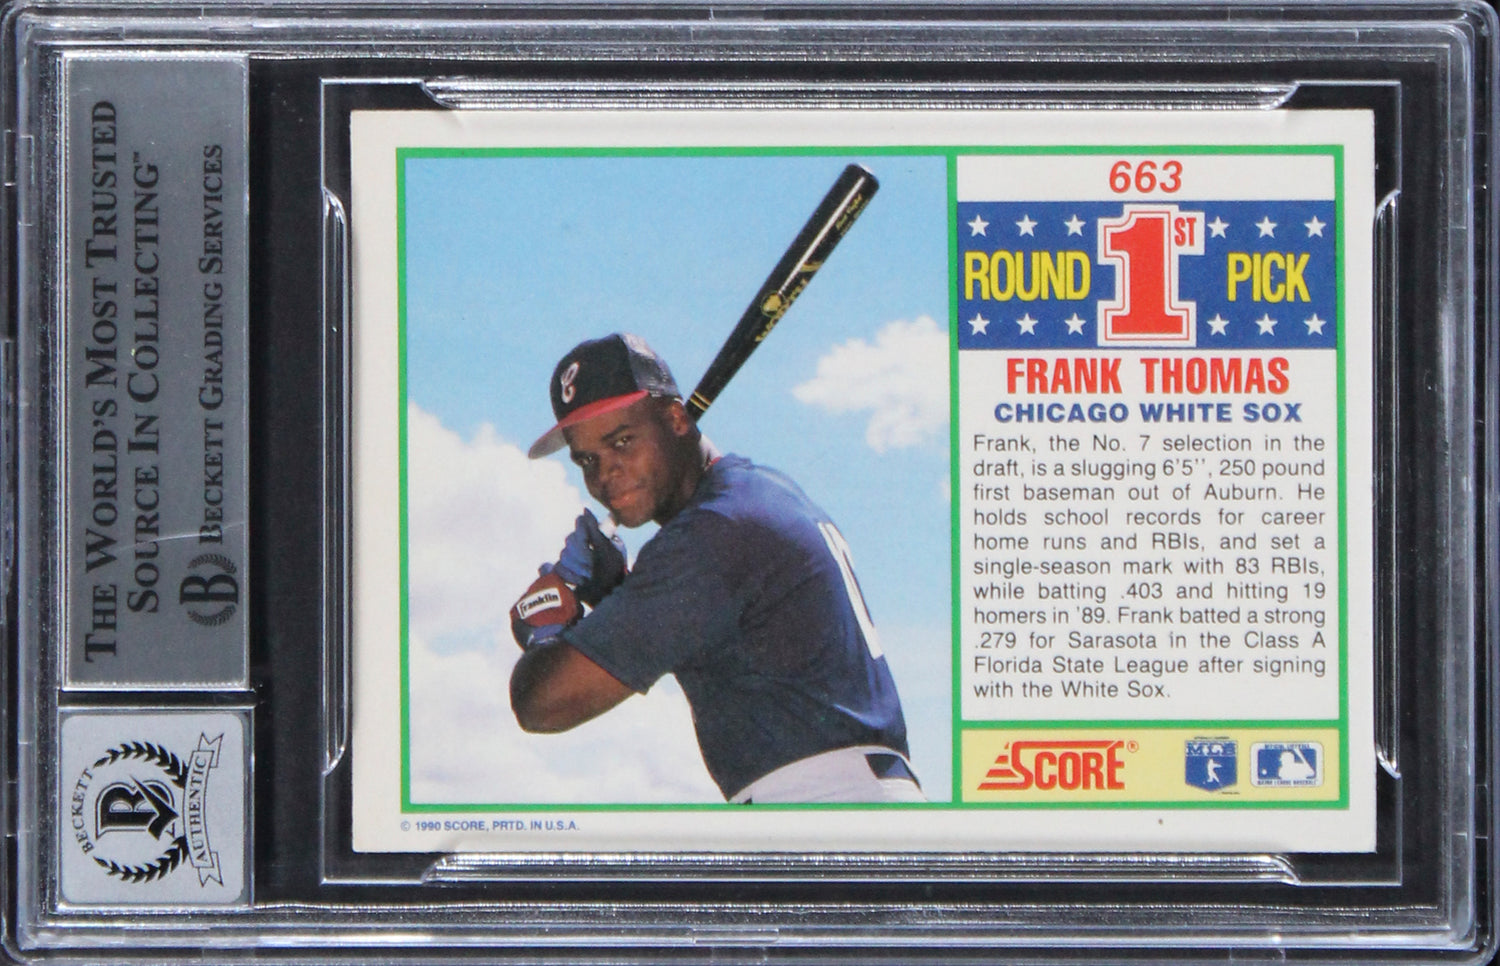 THE WORLD'S MOST TRUSTED
SOURCE IN COLLECTING™
BECKETT GRADING SERVICES
B
BECKETT
B
AUTHENTIC
Franklin
663
1ST
ROUND PICK
FRANK THOMAS
CHICAGO WHITE SOX
Frank, the No. 7 selection in the
draft, is a slugging 6'5'', 250 pound
first baseman out of Auburn. He
holds school records for career
home runs and RBIs, and set a
single-season mark with 83 RBIs,
while batting .403 and hitting 19
homers in '89. Frank batted a strong
.279 for Sarasota in the Class A
Florida State League after signing
with the White Sox.
SCORE®
© 1990 SCORE, PRTD. IN U.S.A.